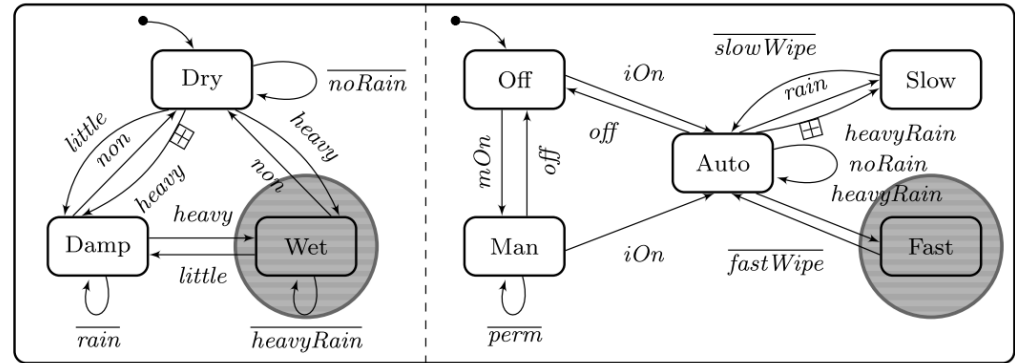 Dry
noRain
little
non
heavy
heavy
non
heavy
Damp
Wet
little
rain
heavyRain
Off
iOn
off
slowWipe
rain
Slow
Auto
heavyRain
noRain
heavyRain
mOn
off
Man
iOn
fastWipe
Fast
perm